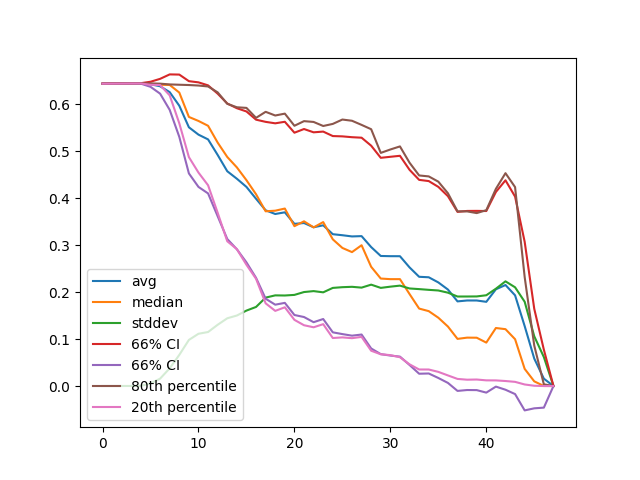 0.6
0.5
0.4
0.3
0.2
0.1
0.0
avg
median
stddev
66% CI
66% CI
80th percentile
20th percentile
0 10 20 30 40